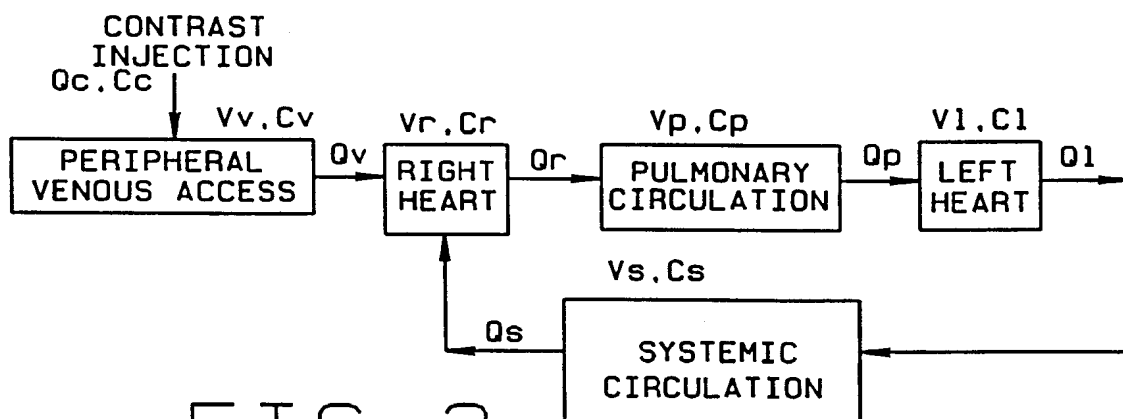 CONTRAST
INJECTION
Qc,Cc
Vv,Cv
PERIPHERAL
VENOUS ACCESS
Qv
Vr,Cr
RIGHT
HEART
Qr
Vp,Cp
PULMONARY
CIRCULATION
Qp
Vl,Cl
LEFT
HEART
Ql
Vs,Cs
Qs
SYSTEMIC
CIRCULATION